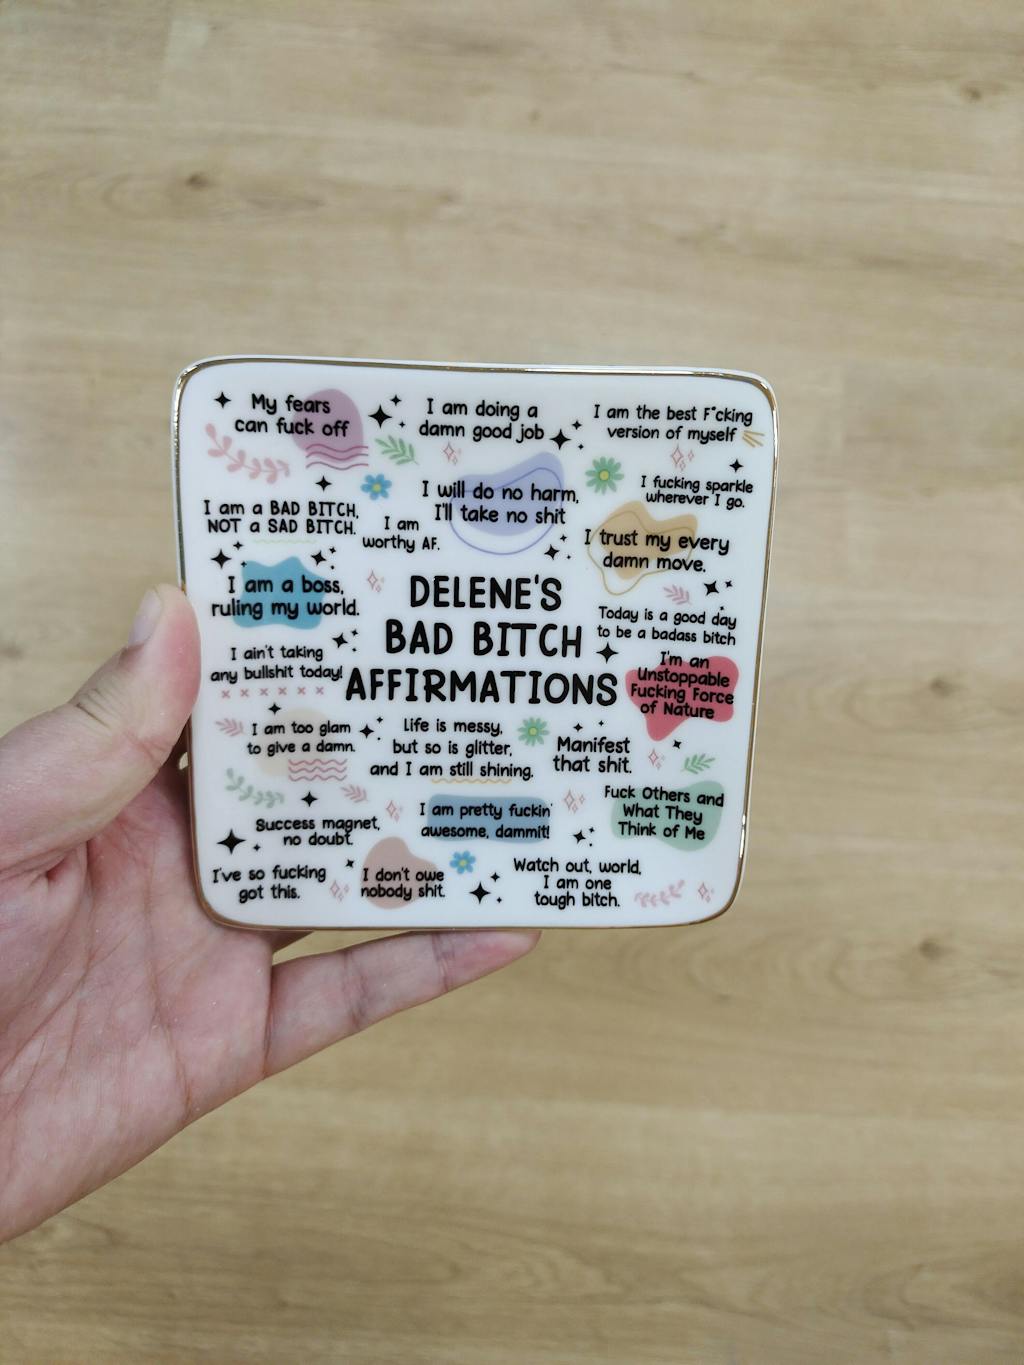 My fears
can fuck off
I am doing a
damn good job
I am the best F*cking
version of myself
I will do no harm,
I'll take no shit
I fucking sparkle
wherever I go.
I am a BAD BITCH,
NOT a SAD BITCH.
I am
worthy AF.
I trust my every
damn move.
I am a boss,
ruling my world.
DELENE'S
BAD BITCH
AFFIRMATIONS
Today is a good day
to be a badass bitch
I ain't taking
any bullshit today!
I'm an
Unstoppable
Fucking Force
of Nature
I am too glam
to give a damn.
Life is messy,
but so is glitter,
and I am still shining.
Manifest
that shit.
Success magnet,
no doubt.
I am pretty fuckin'
awesome, dammit!
Fuck Others and
What They
Think of Me
I've so fucking
got this.
I don't owe
nobody shit.
Watch out, world,
I am one
tough bitch.